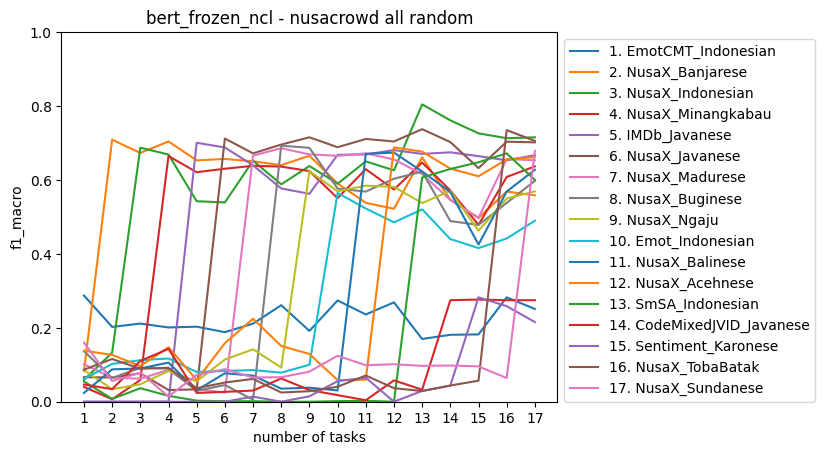 bert_frozen_ncl - nusacrowd all random
1.0
0.8
0.6
0.4
0.2
0.0
f1_macro
1 2 3 4 5 6 7 8 9 10 11 12 13 14 15 16 17
number of tasks
1. EmotCMT_Indonesian
2. NusaX_Banjarese
3. NusaX_Indonesian
4. NusaX_Minangkabau
5. IMDb_Javanese
6. NusaX_Javanese
7. NusaX_Madurese
8. NusaX_Buginese
9. NusaX_Ngaju
10. Emot_Indonesian
11. NusaX_Balinese
12. NusaX_Acehnese
13. SmSA_Indonesian
14. CodeMixedJVID_Javanese
15. Sentiment_Karonese
16. NusaX_TobaBatak
17. NusaX_Sundanese